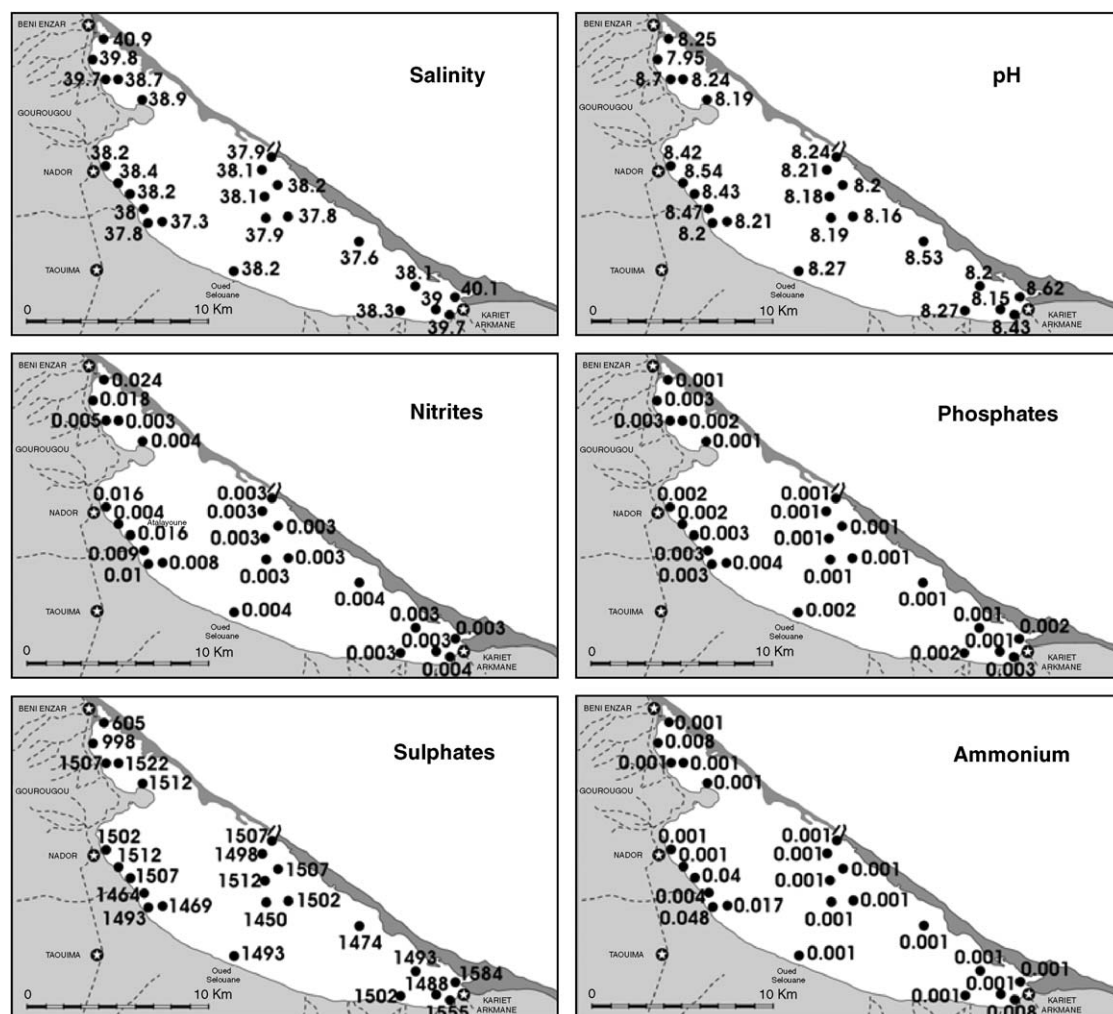 BENI ENZAR
40.9
39.8
Salinity
39.7 38.7
38.9
GOUROUGOU
38.2
37.9
NADOR
38.4
38.1
38.2
38.2
38.1
38
37.3
37.8
37.8
37.9
37.6
TAOUIMA
38.2
38.1
Oued
Selouane
40.1
39
0 10 Km
38.3
KARIET
ARKMANE
39.7
BENI ENZAR
8.25
7.95
pH
8.7 8.24
8.19
GOUROUGOU
8.42
8.24
NADOR
8.54
8.21
8.43
8.2
8.18
8.47
8.21
8.2
8.16
8.19
8.53
TAOUIMA
8.27
8.2
Oued
Selouane
8.62
8.15
0 10 Km
8.27
KARIET
ARKMANE
8.43
BENI ENZAR
0.024
0.018
Nitrites
0.005 0.003
0.004
GOUROUGOU
0.016
0.003
NADOR
0.004
0.003
Atalayoune
0.016
0.003
0.003
0.009
0.008
0.01
0.003
0.003
0.004
TAOUIMA
0.004
0.003
Oued
Selouane
0.003
0.003
0 10 Km
0.003
KARIET
ARKMANE
0.004
BENI ENZAR
0.001
0.003
Phosphates
0.003 0.002
0.001
GOUROUGOU
0.002
0.001
NADOR
0.002
0.001
0.003
0.001
0.001
0.003
0.004
0.003
0.001
0.001
0.001
TAOUIMA
0.002
0.001
Oued
Selouane
0.002
0.001
0 10 Km
0.002
KARIET
ARKMANE
0.003
BENI ENZAR
605
998
Sulphates
1507 1522
1512
GOUROUGOU
1502
1507
NADOR
1512
1498
1507
1507
1512
1464
1469
1493
1502
1450
1474
TAOUIMA
1493
1493
Oued
Selouane
1584
1488
0 10 Km
1502
KARIET
ARKMANE
1555
BENI ENZAR
0.001
0.008
Ammonium
0.001 0.001
0.001
GOUROUGOU
0.001
0.001
NADOR
0.001
0.001
0.04
0.001
0.001
0.004
0.017
0.048
0.001
0.001
0.001
TAOUIMA
0.001
0.001
Oued
Selouane
0.001
0.001
0 10 Km
0.001
KARIET
ARKMANE
0.008